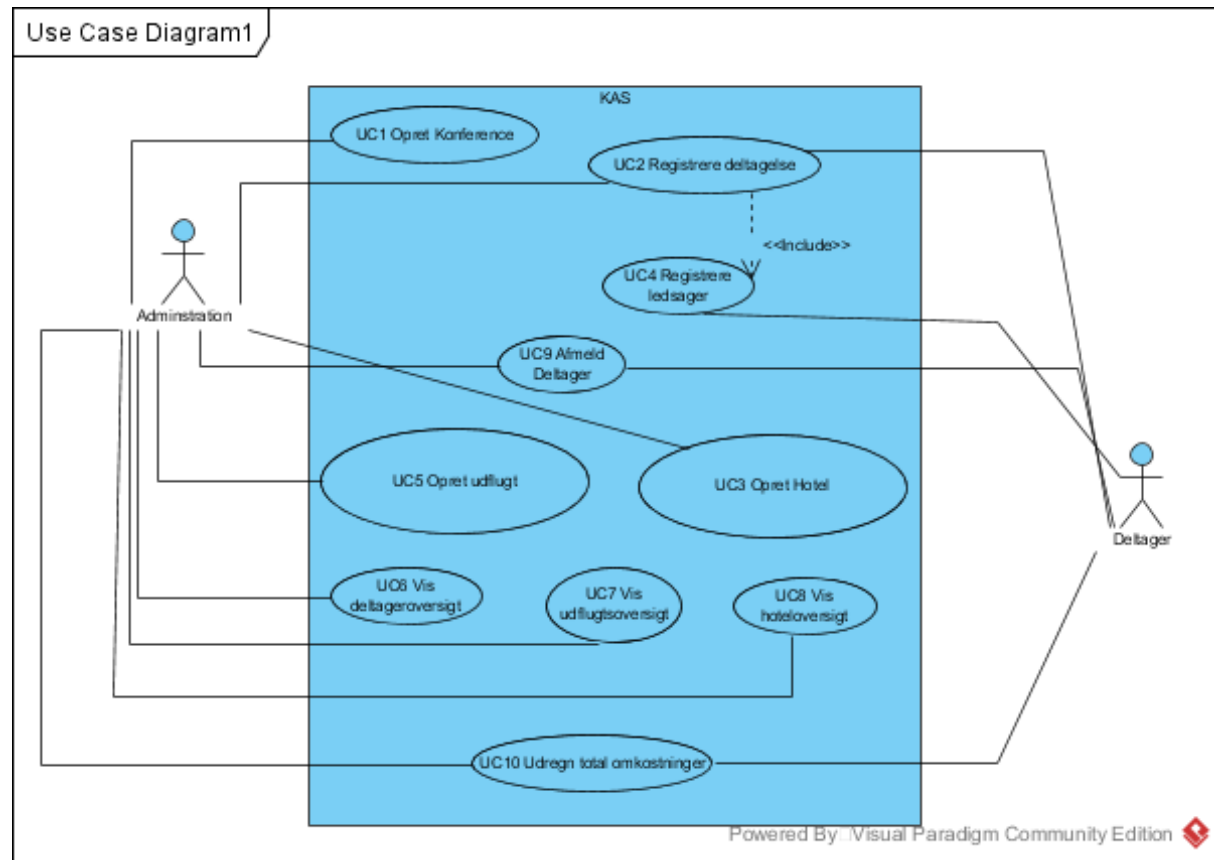 Use Case Diagram1
KAS
UC1 Opret Konference
UC2 Registrere deltagelse
<<Include>>
UC4 Registrere
ledsager
Adminstration
UC9 Afmeld
Deltager
UC5 Opret udflugt
UC3 Opret Hotel
Deltager
UC6 Vis
deltageroversigt
UC7 Vis
udflugtsoversigt
UC8 Vis
hoteloversigt
UC10 Udregn total omkostninger
Powered By Visual Paradigm Community Edition